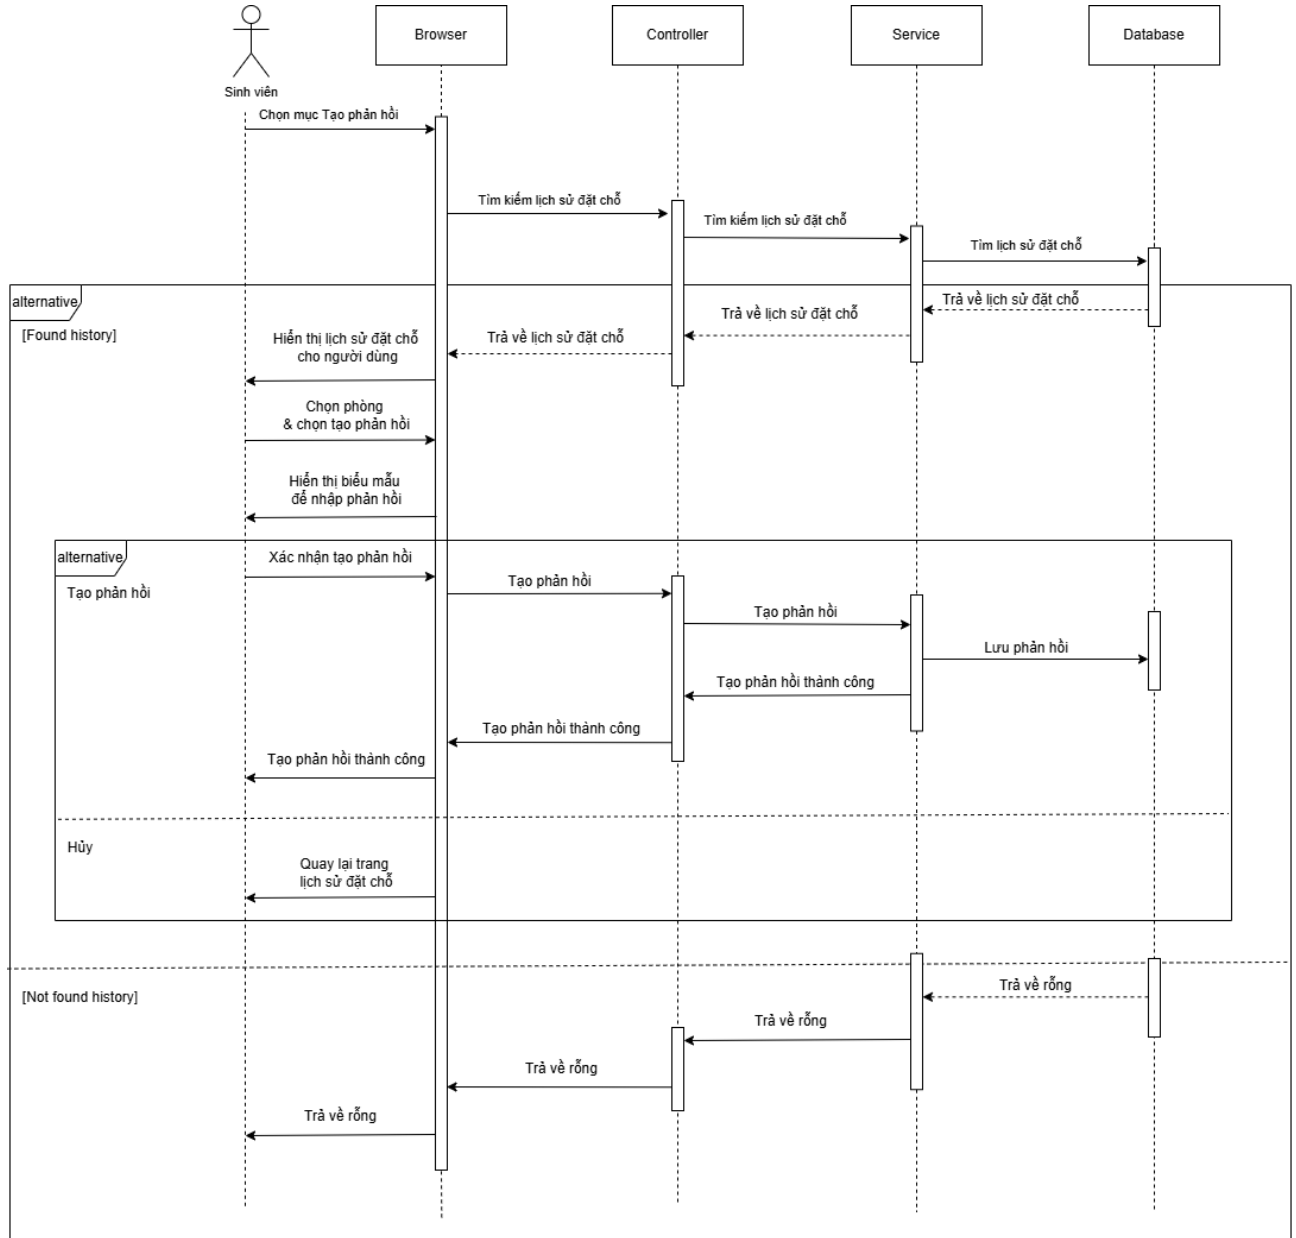 Browser
Controller
Service
Database
Sinh viên
Chọn mục Tạo phản hồi
Tìm kiếm lịch sử đặt chỗ
Tìm kiếm lịch sử đặt chỗ
Tìm lịch sử đặt chỗ
alternative
[Found history]
Trả về lịch sử đặt chỗ
Trả về lịch sử đặt chỗ
Trả về lịch sử đặt chỗ
Hiển thị lịch sử đặt chỗ
cho người dùng
Chọn phòng
& chọn tạo phản hồi
Hiển thị biểu mẫu
để nhập phản hồi
alternative
Xác nhận tạo phản hồi
Tạo phản hồi
Tạo phản hồi
Tạo phản hồi
Lưu phản hồi
Tạo phản hồi thành công
Tạo phản hồi thành công
Tạo phản hồi thành công
Hủy
Quay lại trang
lịch sử đặt chỗ
[Not found history]
Trả về rỗng
Trả về rỗng
Trả về rỗng
Trả về rỗng